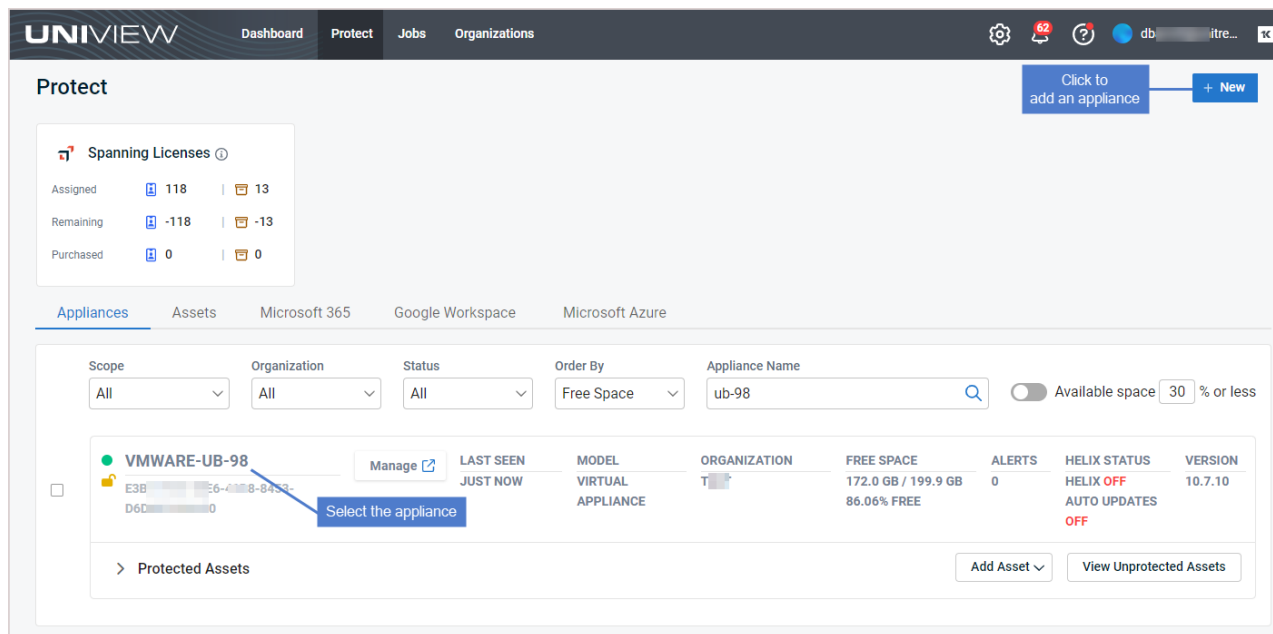 UNIVIEW Dashboard Protect Jobs Organizations 62 ? db itre...
Protect
Click to
add an appliance
+ New
Spanning Licenses
Assigned 118 | 13
Remaining -118 | -13
Purchased 0 | 0
Appliances Assets Microsoft 365 Google Workspace Microsoft Azure
Scope Organization Status Order By Appliance Name
All All All Free Space ub-98 Available space 30 % or less
VMWARE-UB-98 Manage LAST SEEN MODEL ORGANIZATION FREE SPACE ALERTS HELIX STATUS VERSION
JUST NOW VIRTUAL 172.0 GB / 199.9 GB 0 HELIX OFF 10.7.10
APPLIANCE 86.06% FREE AUTO UPDATES
OFF
Select the appliance
Protected Assets Add Asset View Unprotected Assets